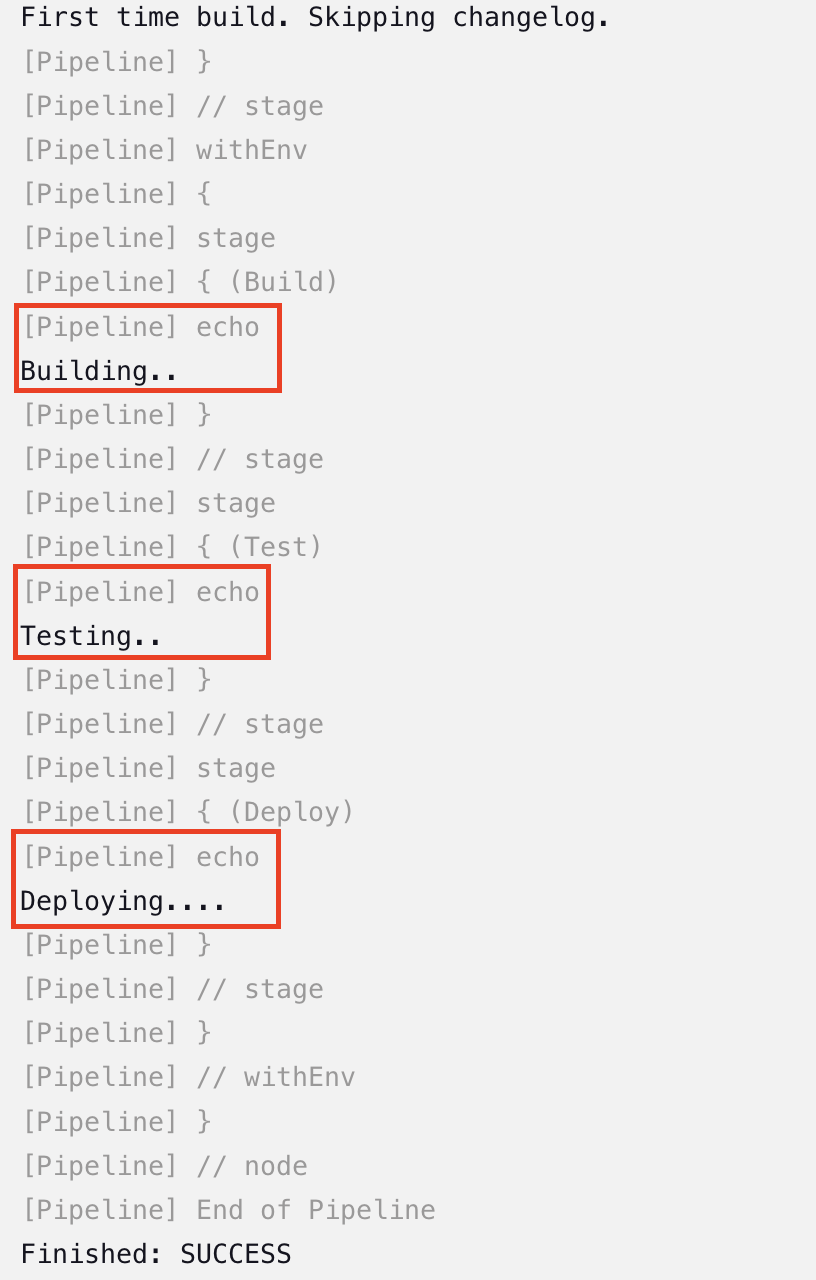 First time build. Skipping changelog.
[Pipeline] }
[Pipeline] // stage
[Pipeline] withEnv
[Pipeline] {
[Pipeline] stage
[Pipeline] { (Build)
[Pipeline] echo
Building..
[Pipeline] }
[Pipeline] // stage
[Pipeline] stage
[Pipeline] { (Test)
[Pipeline] echo
Testing..
[Pipeline] }
[Pipeline] // stage
[Pipeline] stage
[Pipeline] { (Deploy)
[Pipeline] echo
Deploying....
[Pipeline] }
[Pipeline] // stage
[Pipeline] }
[Pipeline] // withEnv
[Pipeline] }
[Pipeline] // node
[Pipeline] End of Pipeline
Finished: SUCCESS